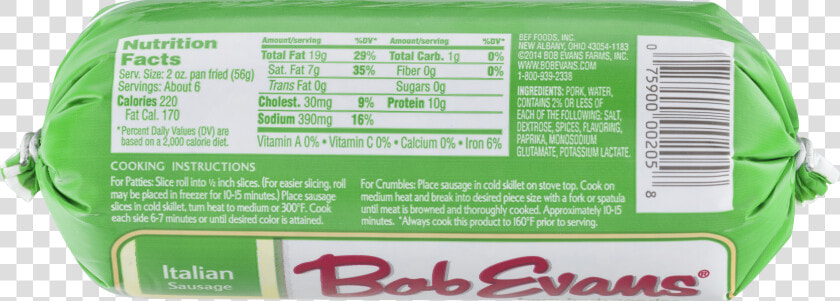 Nutrition
Facts
Serv. Size: 2 oz. pan fried (56g)
Servings: About 6
Calories 220
Fat Cal. 170
*Percent Daily Values (DV) are
based on a 2,000 calorie diet.
Amount/serving %DV* Amount/serving %DV*
Total Fat 19g 29% Total Carb. 1g 0%
Sat. Fat 7g 35% Fiber 0g 0%
Trans Fat 0g Sugars 0g
Cholest. 30mg 9% Protein 10g
Sodium 390mg 16%
Vitamin A 0% • Vitamin C 0% • Calcium 0% • Iron 6%
BEF FOODS, INC.
NEW ALBANY, OHIO 43054-1183
©2014 BOB EVANS FARMS, INC.
WWW.BOBEVANS.COM
1-800-939-2338
INGREDIENTS: PORK, WATER,
CONTAINS 2% OR LESS OF
EACH OF THE FOLLOWING: SALT,
DEXTROSE, SPICES, FLAVORING,
PAPRIKA, MONOSODIUM
GLUTAMATE, POTASSIUM LACTATE.
0 75900 00205 8
COOKING INSTRUCTIONS
For Patties: Slice roll into ½ inch slices. (For easier slicing, roll
may be placed in freezer for 10-15 minutes.) Place sausage
slices in cold skillet, turn heat to medium or 300°F. Cook
each side 6-7 minutes or until desired color is attained.
For Crumbles: Place sausage in cold skillet on stove top. Cook on
medium heat and break into desired piece size with a fork or spatula
until meat is browned and thoroughly cooked. Approximately 10-15
minutes. *Always cook this product to 160°F prior to serving.
Italian
Sausage
Bob Evans®